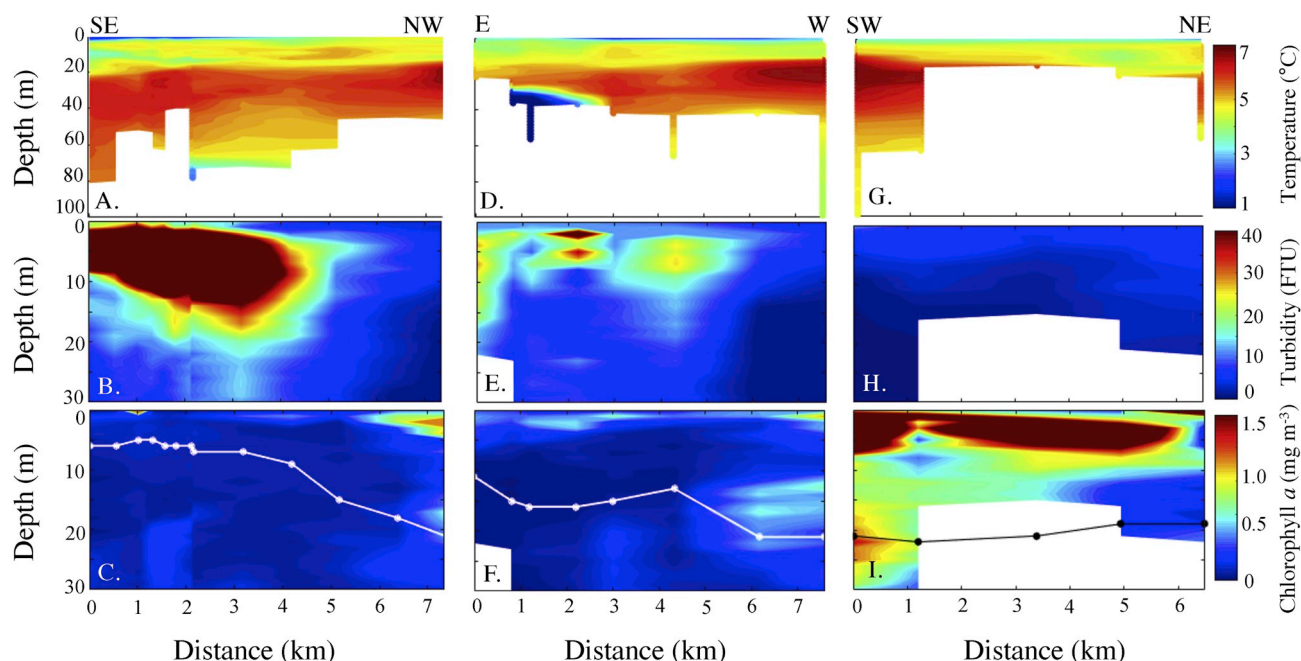 SE NW E W SW NE
Depth (m) 0 20 40 60 80 100 A. D. G. 7 5 3 1 Temperature (°C)
Depth (m) 0 10 20 30 B. E. H. 40 30 20 10 0 Turbidity (FTU)
Depth (m) 0 10 20 30 C. F. I. 1.5 1.0 0.5 0 Chlorophyll a (mg m-3)
0 1 2 3 4 5 6 7 0 1 2 3 4 5 6 7 0 1 2 3 4 5 6
Distance (km) Distance (km) Distance (km)